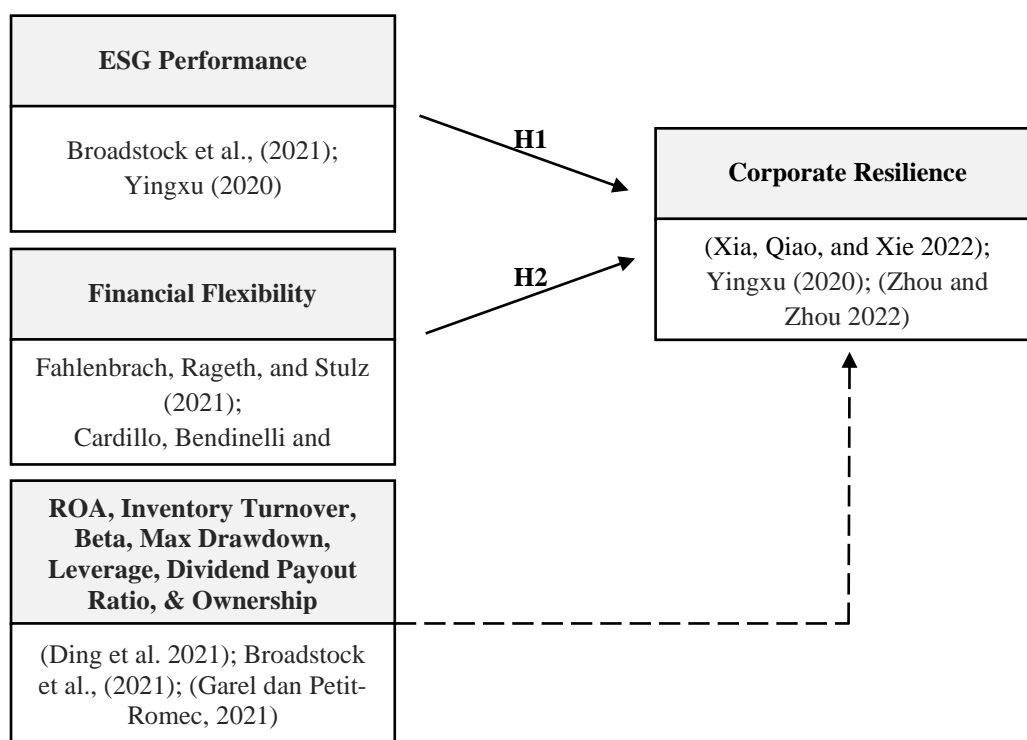 ESG Performance
Broadstock et al., (2021);
Yingxu (2020)
H1
Corporate Resilience
(Xia, Qiao, and Xie 2022);
Yingxu (2020); (Zhou and
Zhou 2022)
Financial Flexibility
Fahlenbrach, Rageth, and Stulz
(2021);
Cardillo, Bendinelli and
H2
ROA, Inventory Turnover,
Beta, Max Drawdown,
Leverage, Dividend Payout
Ratio, & Ownership
(Ding et al. 2021); Broadstock
et al., (2021); (Garel dan Petit-
Romec, 2021)